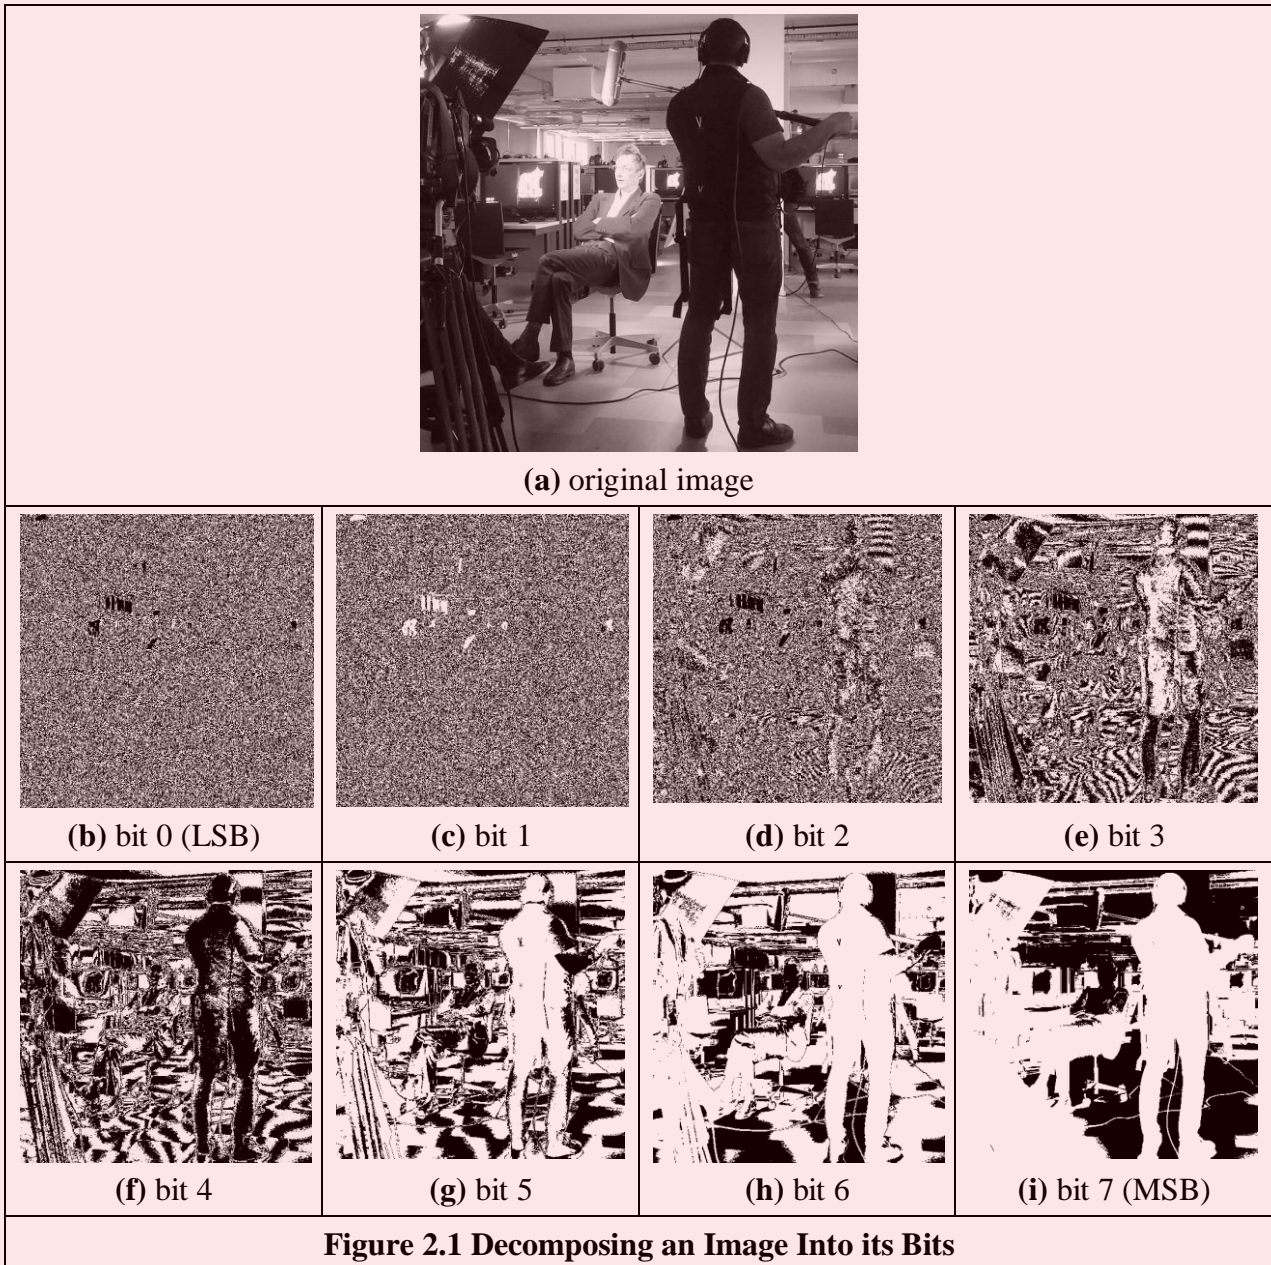 (a) original image
(b) bit 0 (LSB)
(c) bit 1
(d) bit 2
(e) bit 3
(f) bit 4
(g) bit 5
(h) bit 6
(i) bit 7 (MSB)
Figure 2.1 Decomposing an Image Into its Bits